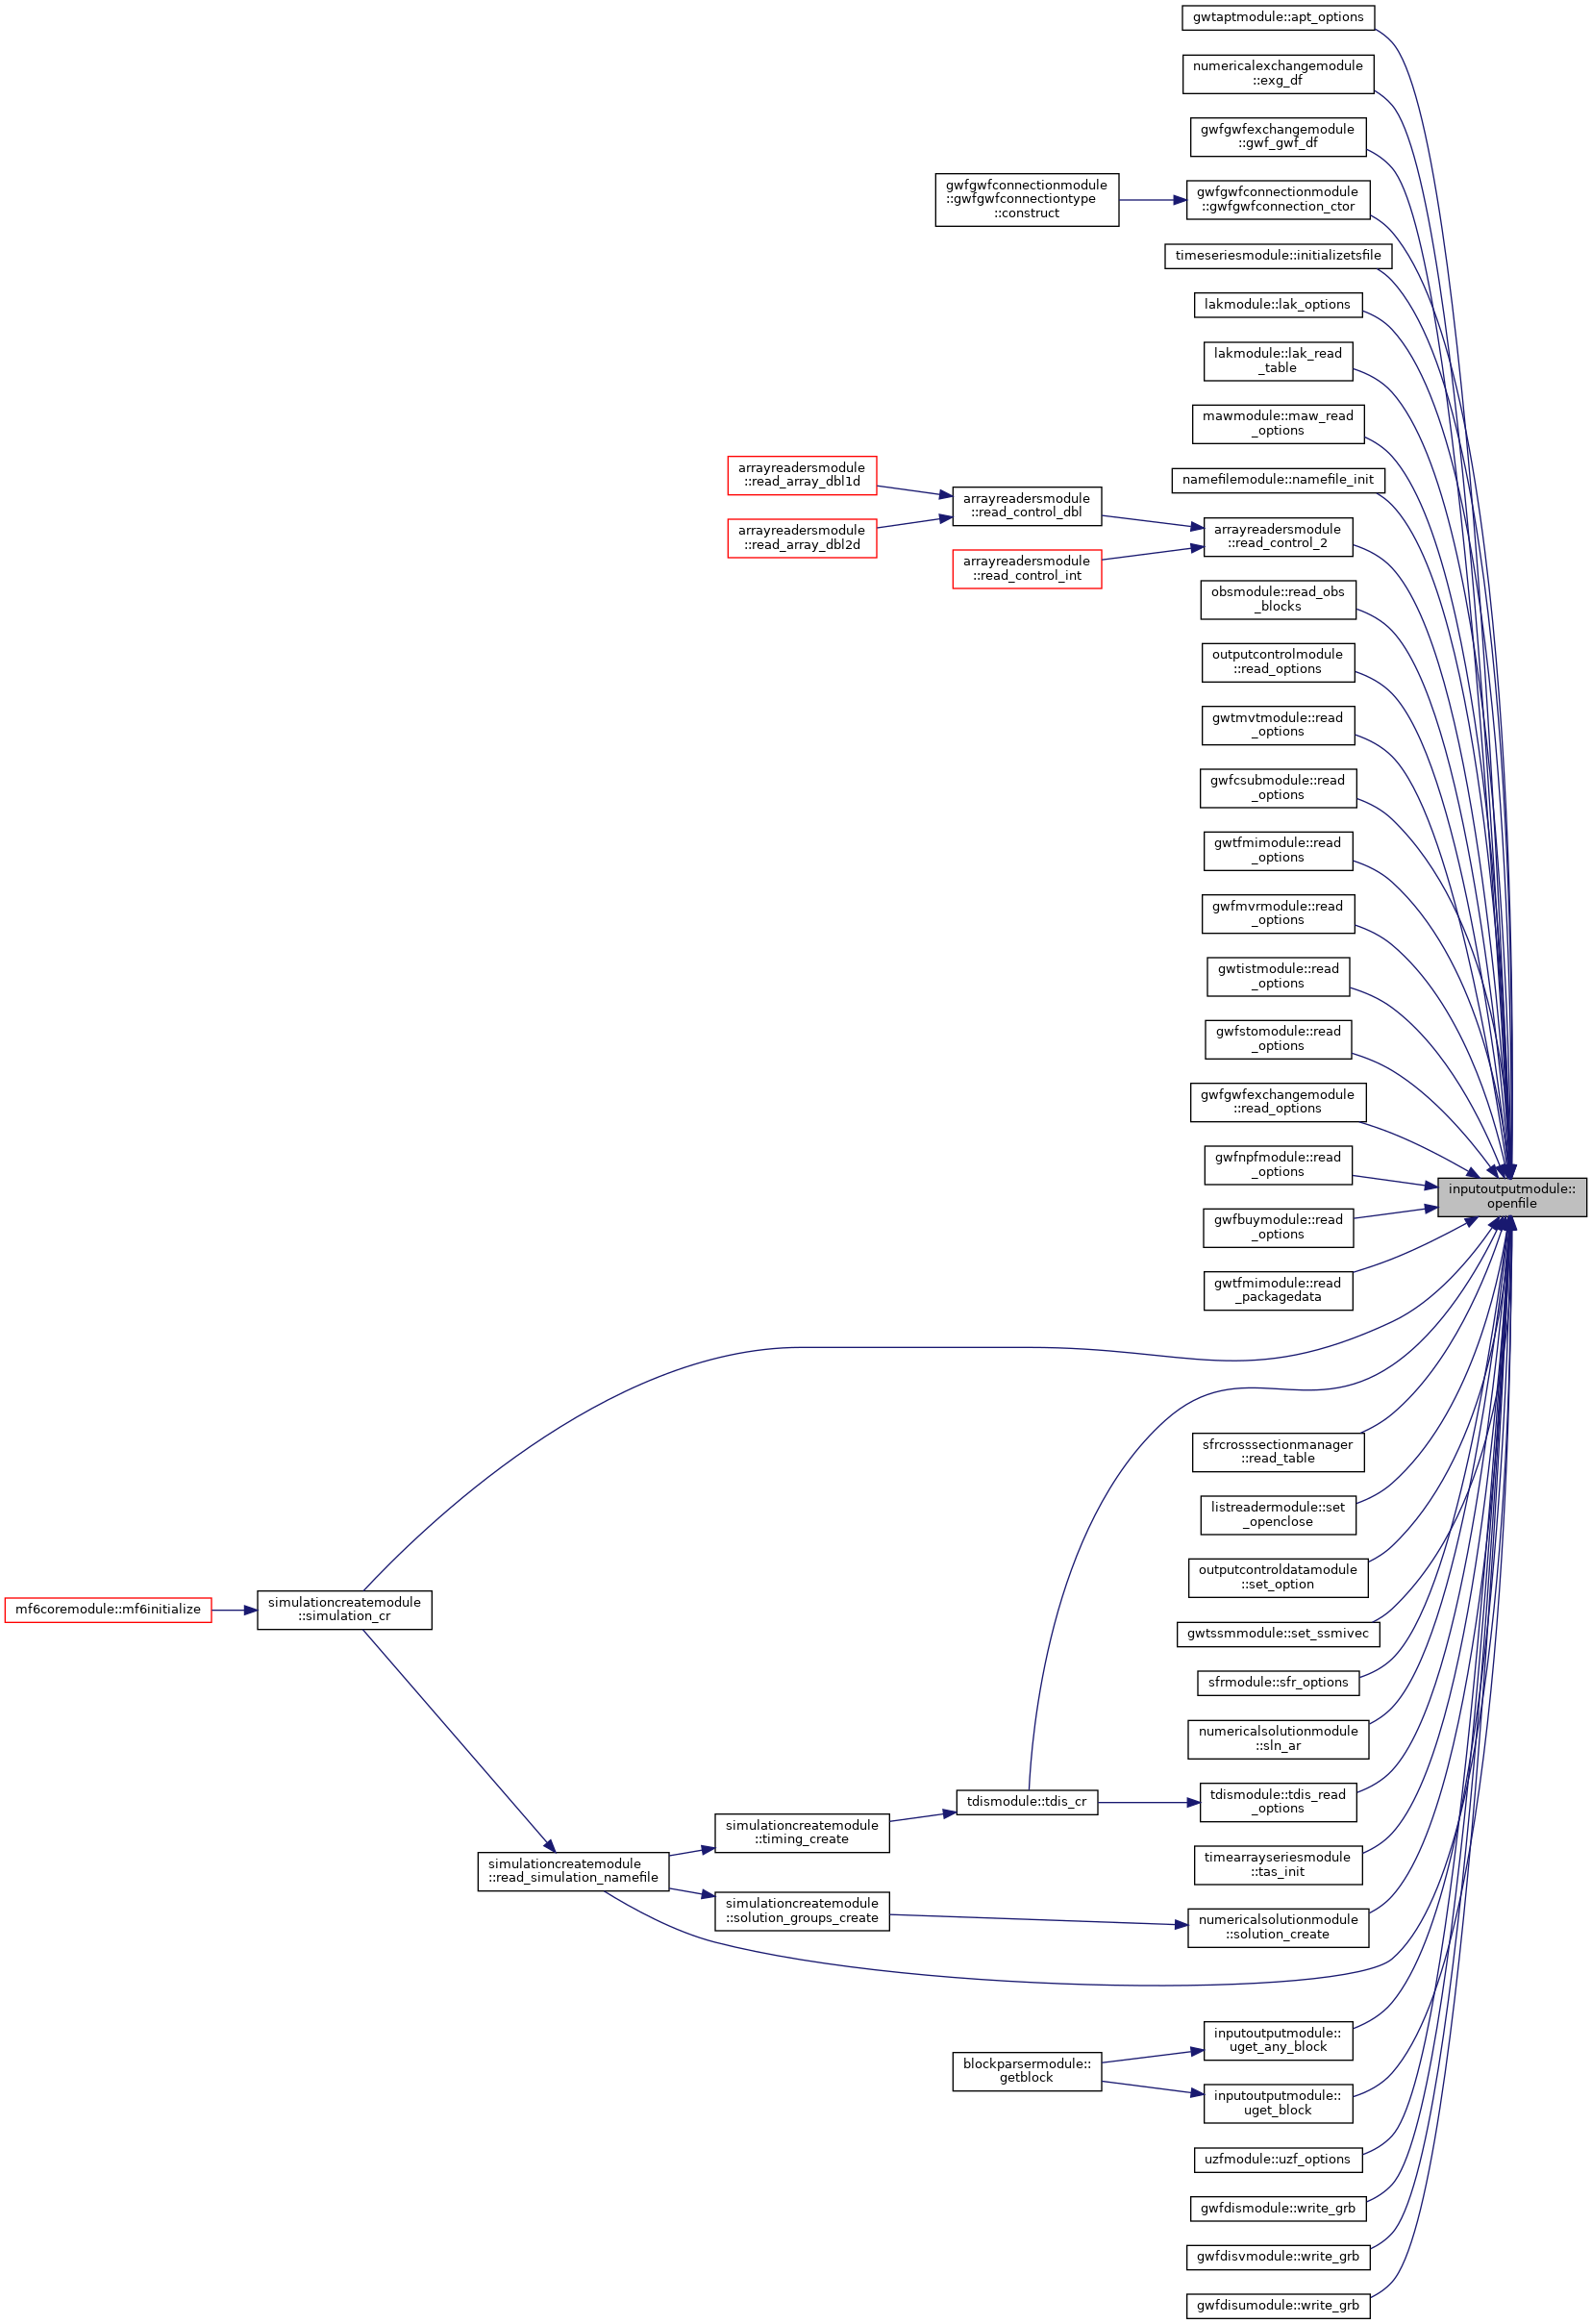 gwtaptmodule::apt_options
numericalexchangemodule
::exg_df
gwfgwfexchangemodule
::gwf_gwf_df
gwfgwfconnectionmodule
::gwfgwfconnectiontype
::construct
gwfgwfconnectionmodule
::gwfgwfconnection_ctor
timeseriesmodule::initializetsfile
lakmodule::lak_options
lakmodule::lak_read
_table
mawmodule::maw_read
_options
arrayreadersmodule
::read_array_dbl1d
arrayreadersmodule
::read_array_dbl2d
arrayreadersmodule
::read_control_dbl
arrayreadersmodule
::read_control_int
namefilemodule::namefile_init
arrayreadersmodule
::read_control_2
obsmodule::read_obs
_blocks
outputcontrolmodule
::read_options
gwtmvtmodule::read
_options
gwfcsubmodule::read
_options
gwtfmimodule::read
_options
gwfmvrmodule::read
_options
gwtistmodule::read
_options
gwfstomodule::read
_options
gwfgwfexchangemodule
::read_options
gwfnpfmodule::read
_options
inputoutputmodule::
openfile
gwfbuymodule::read
_options
gwtfmimodule::read
_packagedata
sfrcrosssectionmanager
::read_table
listreadermodule::set
_openclose
outputcontroldatamodule
::set_option
mf6coremodule::mf6initialize
simulationcreatemodule
::simulation_cr
gwtssmmodule::set_ssmivec
sfrmodule::sfr_options
numericalsolutionmodule
::sln_ar
tdismodule::tdis_cr
tdismodule::tdis_read
_options
simulationcreatemodule
::timing_create
simulationcreatemodule
::read_simulation_namefile
timearrayseriesmodule
::tas_init
simulationcreatemodule
::solution_groups_create
numericalsolutionmodule
::solution_create
inputoutputmodule::
uget_any_block
blockparsermodule::
getblock
inputoutputmodule::
uget_block
uzfmodule::uzf_options
gwfdismodule::write_grb
gwfdisvmodule::write_grb
gwfdisumodule::write_grb